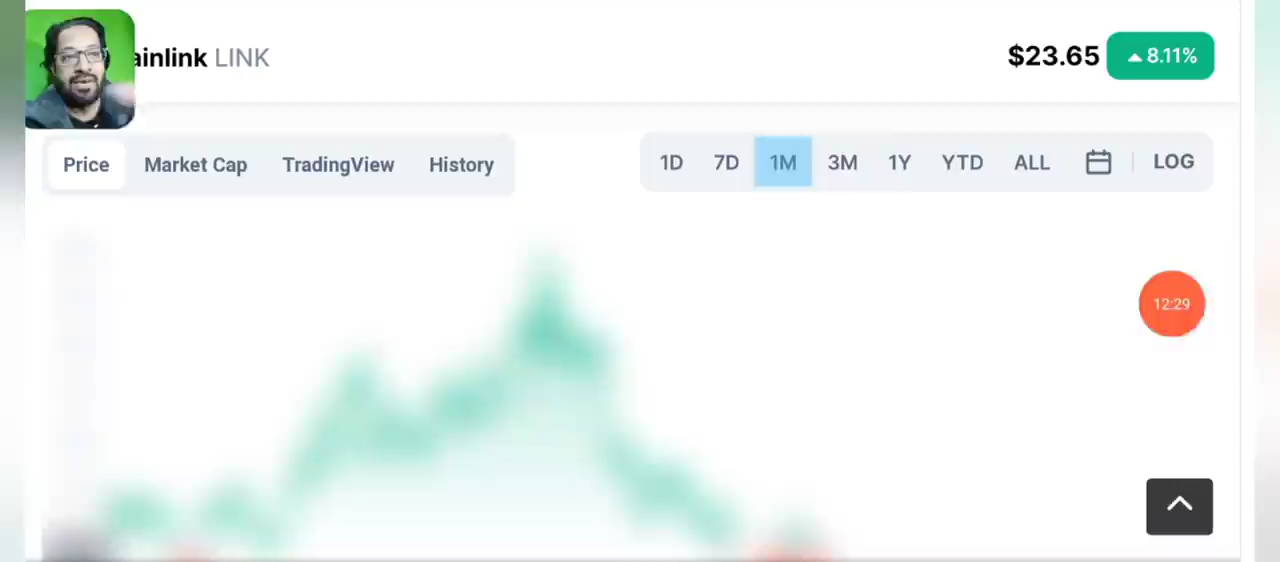 ainlink LINK $23.65 8.11%
Price Market Cap TradingView History 1D 7D 1M 3M 1Y YTD ALL LOG
12:29